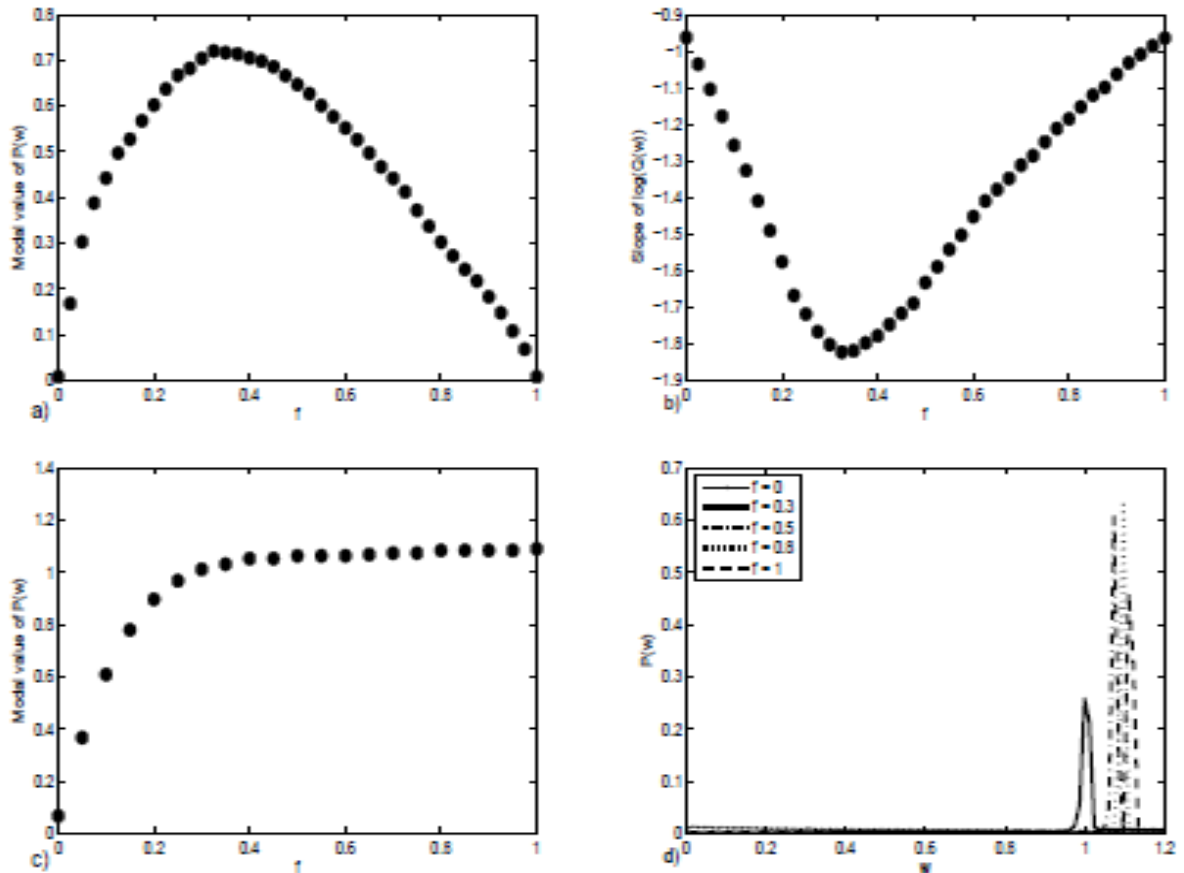 0.8
0.7
0.6
0.5
0.4
0.3
0.2
0.1
0
Modal value of P(w)
0 0.2 0.4 0.6 0.8 1
a)
f
−0.9
−1
−1.1
−1.2
−1.3
−1.4
−1.5
−1.6
−1.7
−1.8
−1.9
Slope of log(Q(w))
0 0.2 0.4 0.6 0.8 1
b)
f
1.4
1.2
1
0.8
0.6
0.4
0.2
0
Modal value of P(w)
0 0.2 0.4 0.6 0.8 1
c)
f
0.7
0.6
0.5
0.4
0.3
0.2
0.1
0
P(w)
f = 0
f = 0.3
f = 0.5
f = 0.8
f = 1
0 0.2 0.4 0.6 0.8 1 1.2
d)
w